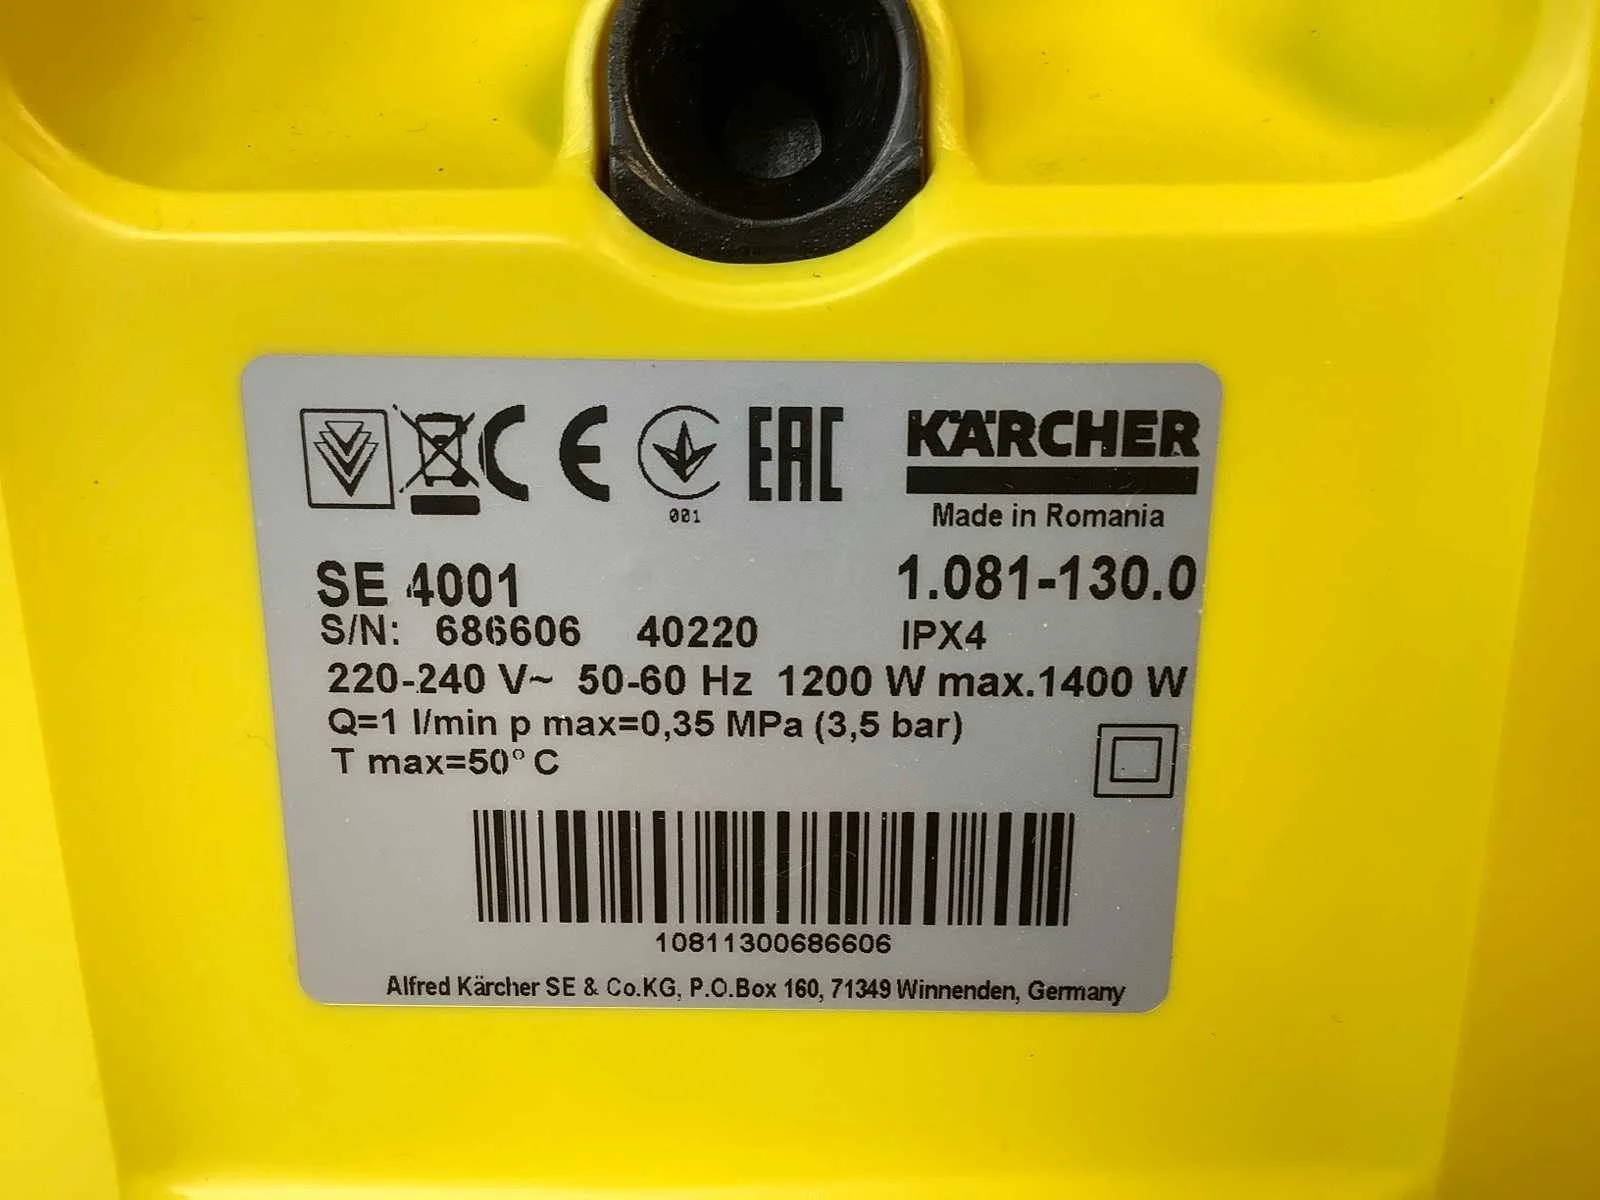 CE 001 EAC KÄRCHER
Made in Romania
SE 4001 1.081-130.0
S/N: 686606 40220 IPX4
220-240 V~ 50-60 Hz 1200 W max.1400 W
Q=1 l/min p max=0,35 MPa (3,5 bar)
T max=50°C
10811300686606
Alfred Kärcher SE & Co.KG, P.O.Box 160, 71349 Winnenden, Germany